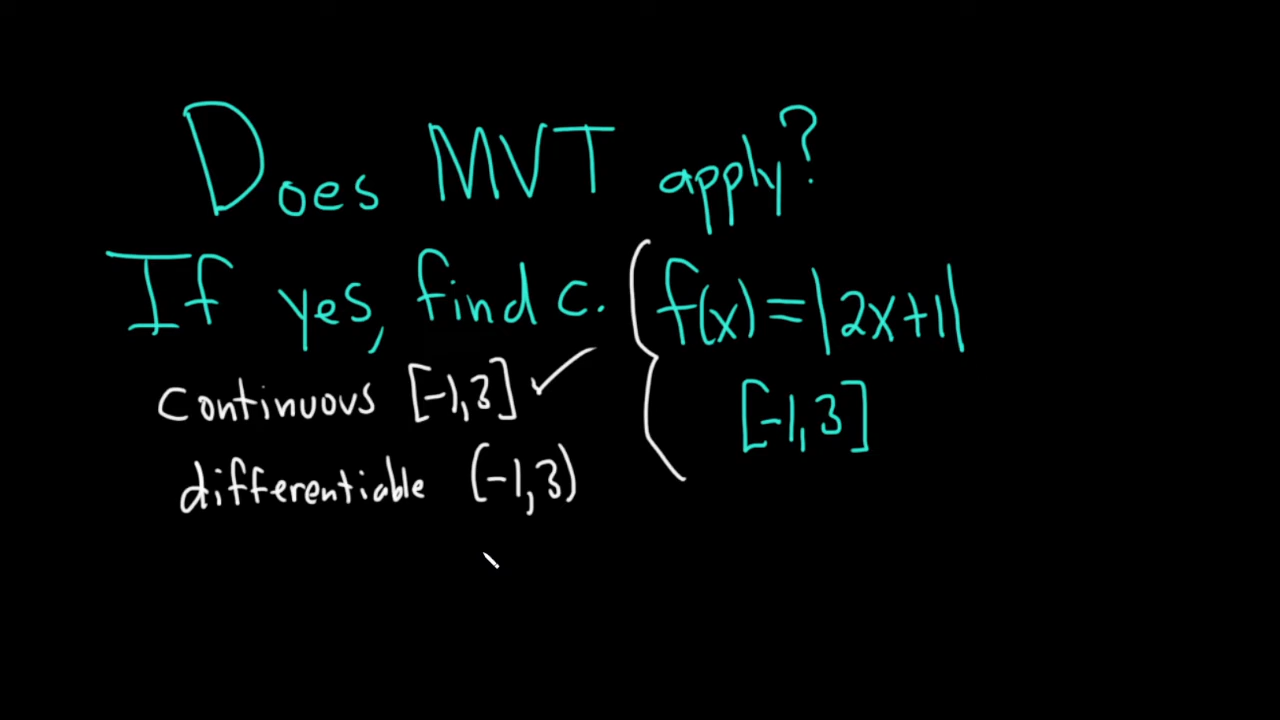 Does MVT apply?
If yes, find c.
f(x) = |2x+1|
[-1,3]
continuous [-1,3] ✓
differentiable (-1,3)